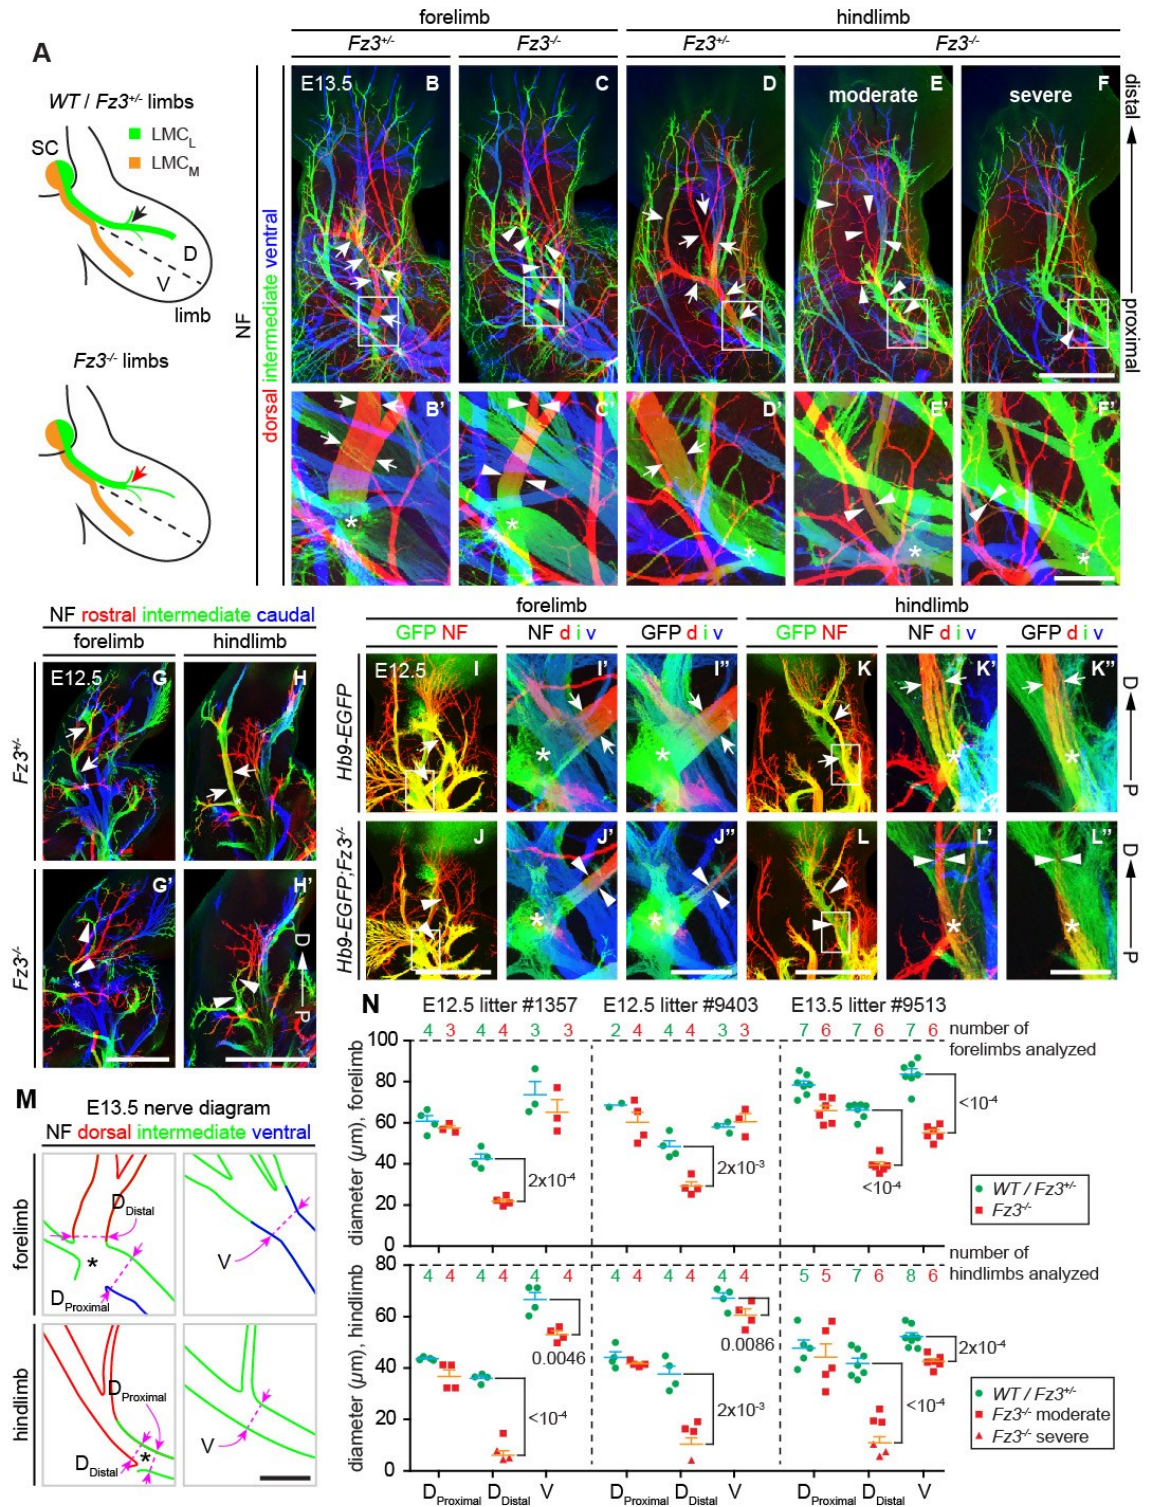 forelimb hindlimb
Fz3+/- Fz3-/- Fz3+/- Fz3-/-
A
WT / Fz3+/- limbs
LMCL
LMCM
SC
D
V
limb
Fz3-/- limbs
NF
dorsal intermediate ventral
E13.5 B C D moderate E severe F
distal
proximal
B' C' D' E' F'
* * * * *
NF rostral intermediate caudal
forelimb hindlimb
E12.5 G H
Fz3+/-
G' H'
Fz3-/-
D
P
forelimb hindlimb
GFP NF NF d i v GFP d i v GFP NF NF d i v GFP d i v
E12.5 I I' I" K K' K"
Hb9-EGFP
D
P
J J' J" L L' L"
Hb9-EGFP;Fz3-/-
D
P
M
E13.5 nerve diagram
NF dorsal intermediate ventral
forelimb
DDistal
*
DProximal
V
hindlimb
DProximal
DDistal
*
V
N
E12.5 litter #1357 E12.5 litter #9403 E13.5 litter #9513
4 3 4 4 3 3 2 4 4 4 3 3 7 6 7 6 7 6
number of
forelimbs analyzed
diameter (µm), forelimb
100
80
60
40
20
0
2x10-4
2x10-3
<10-4
<10-4
WT / Fz3+/-
Fz3-/-
number of
hindlimbs analyzed
4 4 4 4 4 4 4 4 4 4 4 4 5 5 7 6 8 6
diameter (µm), hindlimb
80
60
40
20
0
<10-4
0.0046
2x10-3
0.0086
<10-4
2x10-4
WT / Fz3+/-
Fz3-/- moderate
Fz3-/- severe
DProximal DDistal V DProximal DDistal V DProximal DDistal V